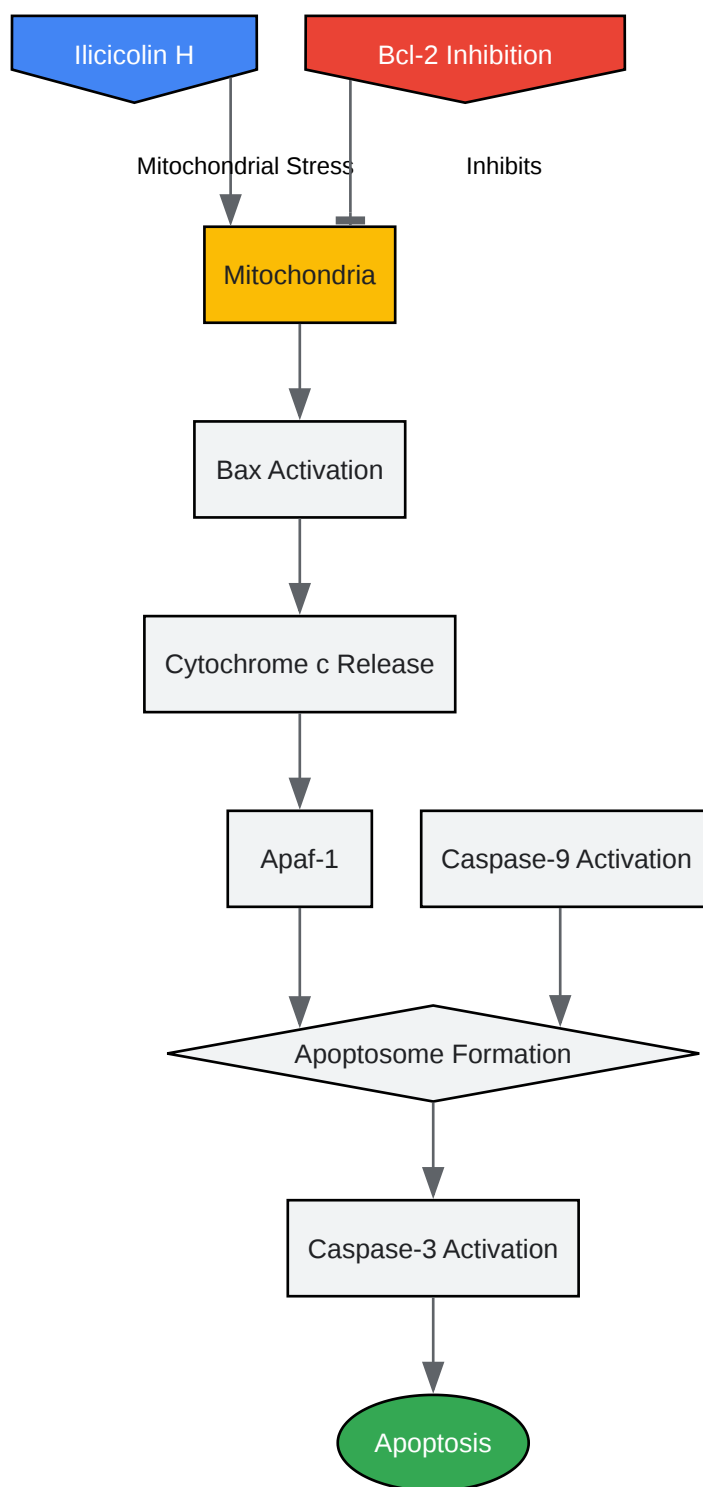 Ilicicolin H
Bcl-2 Inhibition
Mitochondrial Stress
Inhibits
Mitochondria
Bax Activation
Cytochrome c Release
Apaf-1
Caspase-9 Activation
Apoptosome Formation
Caspase-3 Activation
Apoptosis